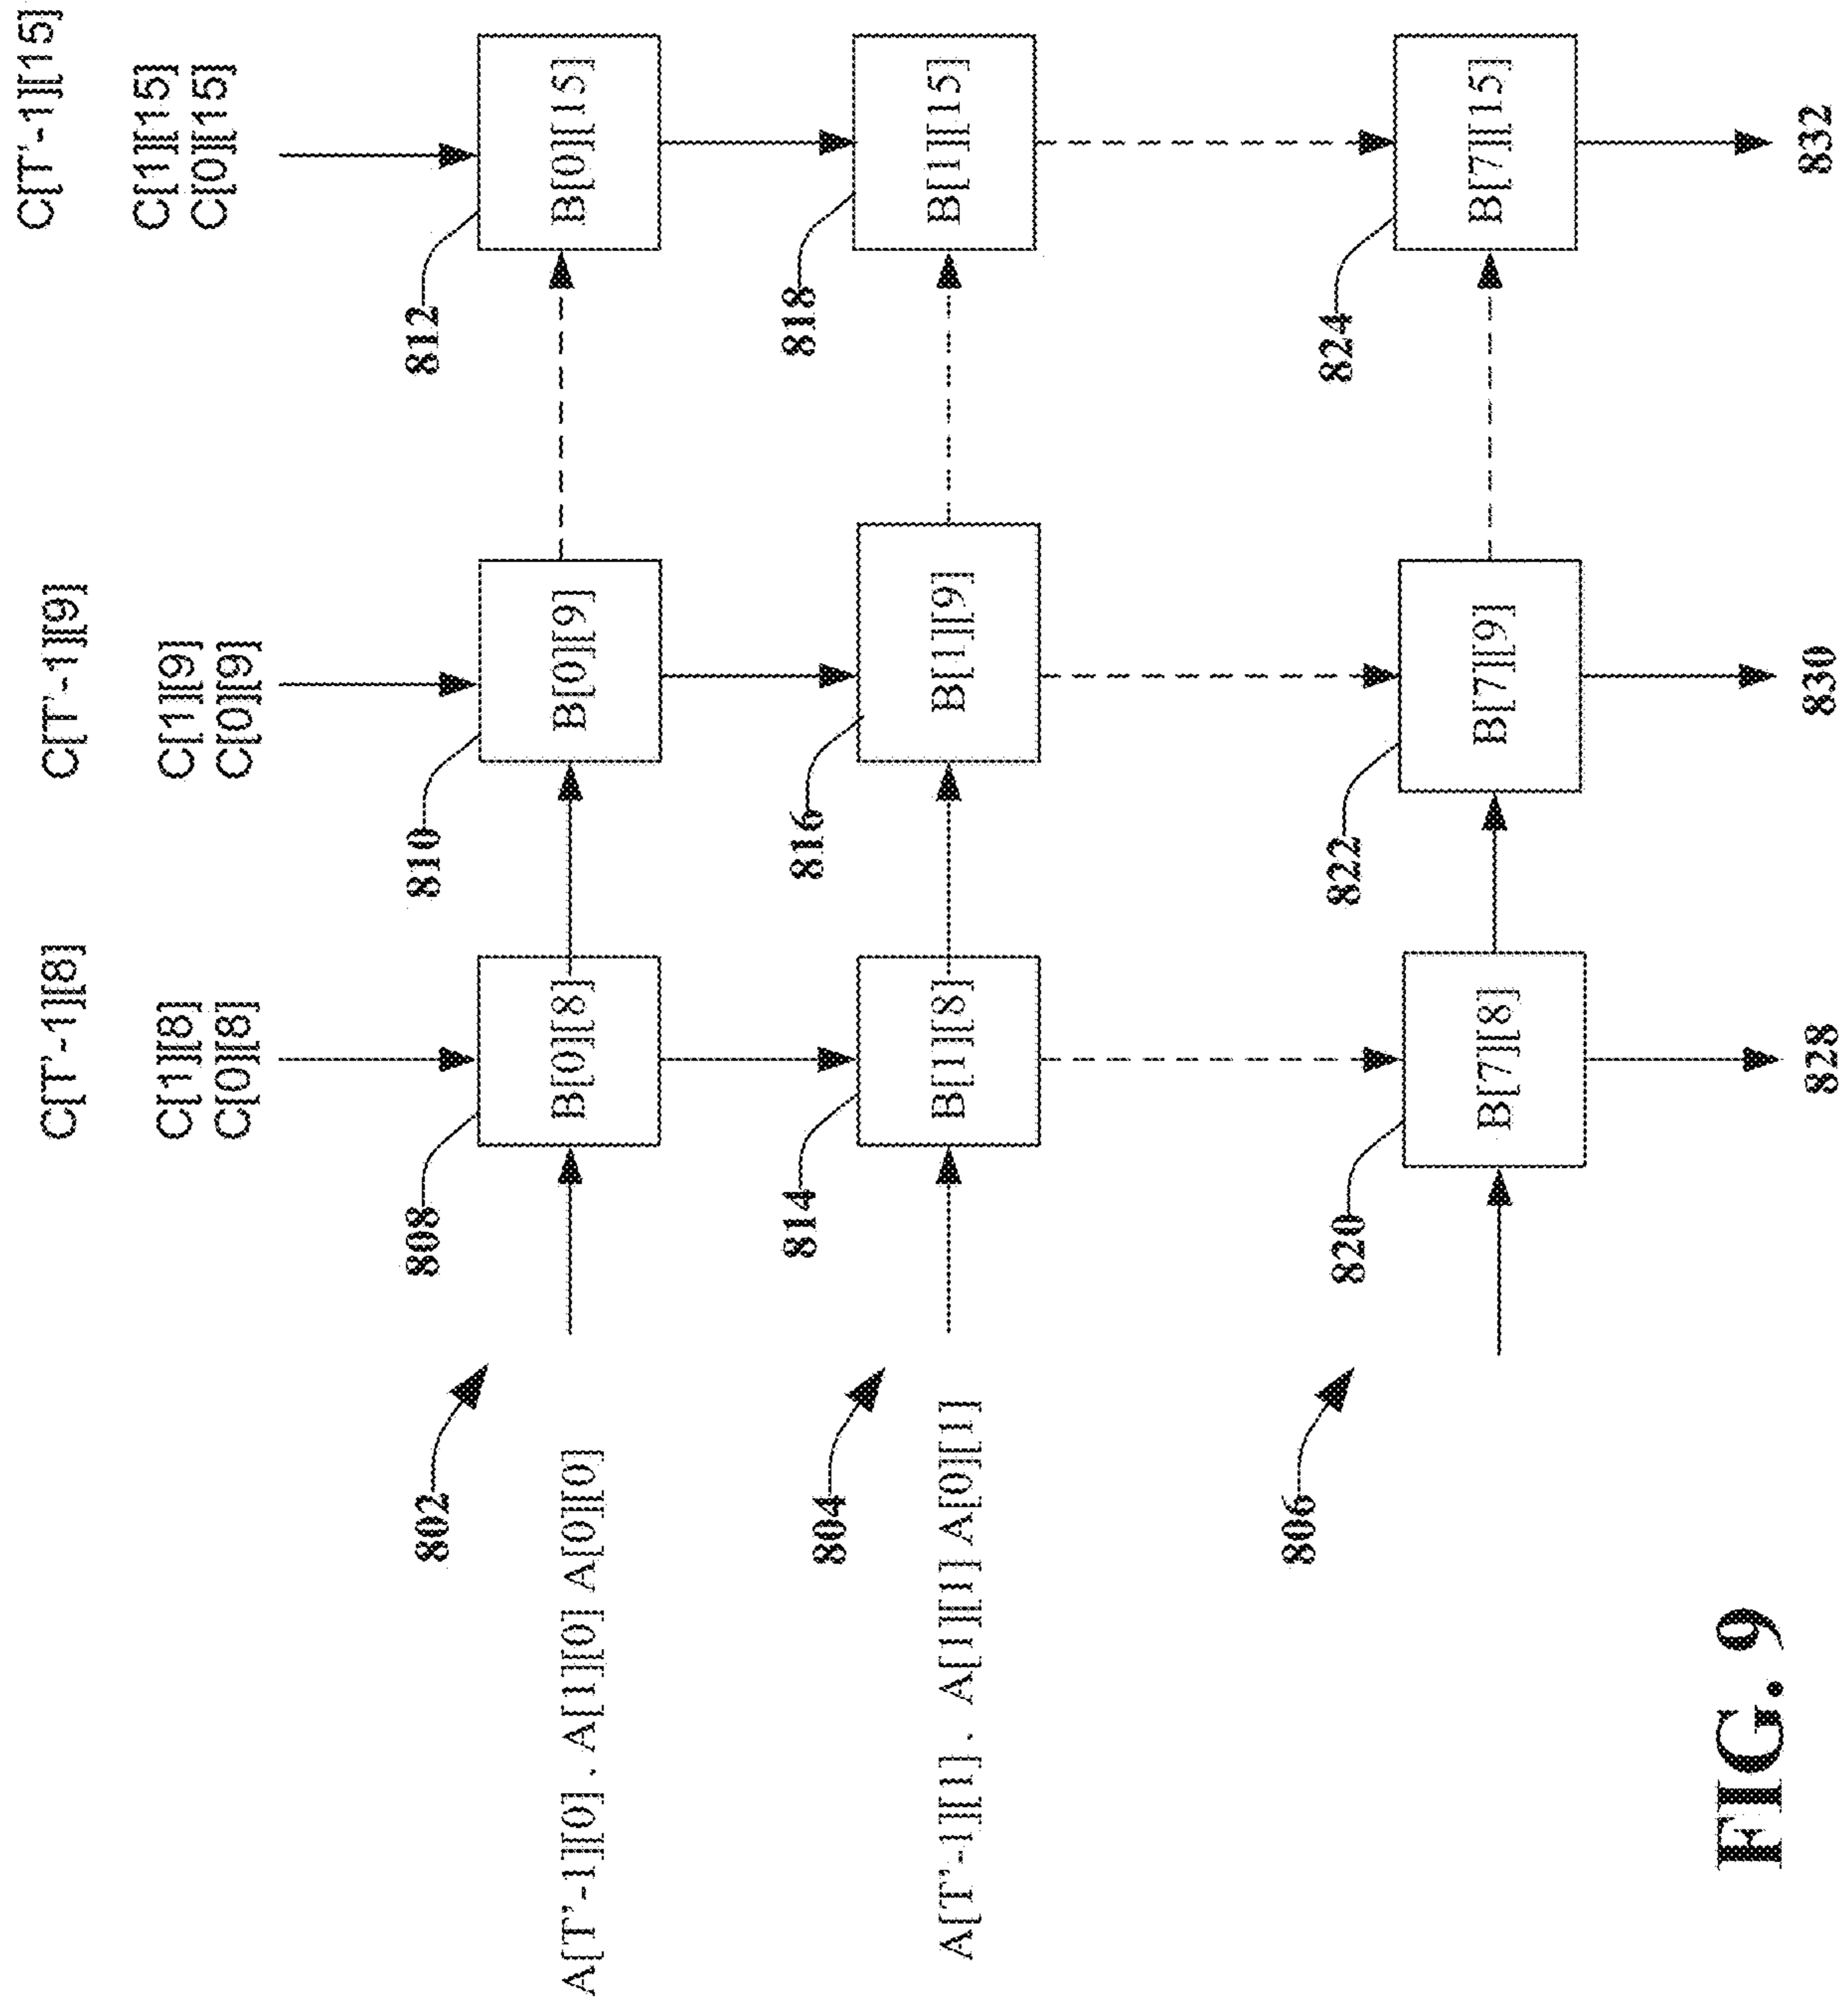 C[T'-1][8]
C[T'-1][9]
C[T'-1][15]
C[1][8]
C[1][9]
C[1][15]
C[0][8]
C[0][9]
C[0][15]
808
810
812
802
A[T'-1][0] . A[1][0] A[0][0]
B[0][8]
B[0][9]
B[0][15]
814
816
818
804
A[T'-1][1] . A[1][1] A[0][1]
B[1][8]
B[1][9]
B[1][15]
820
822
824
806
B[7][8]
B[7][9]
B[7][15]
828
830
832
FIG. 9